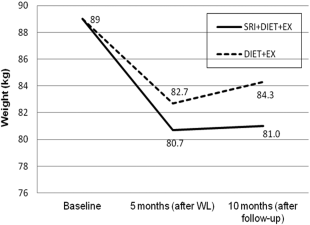 90
88
86
84
82
80
78
76
Weight (kg)
89
82.7
80.7
84.3
81.0
SRI+DIET+EX
DIET+EX
Baseline
5 months (after WL)
10 months (after
follow-up)